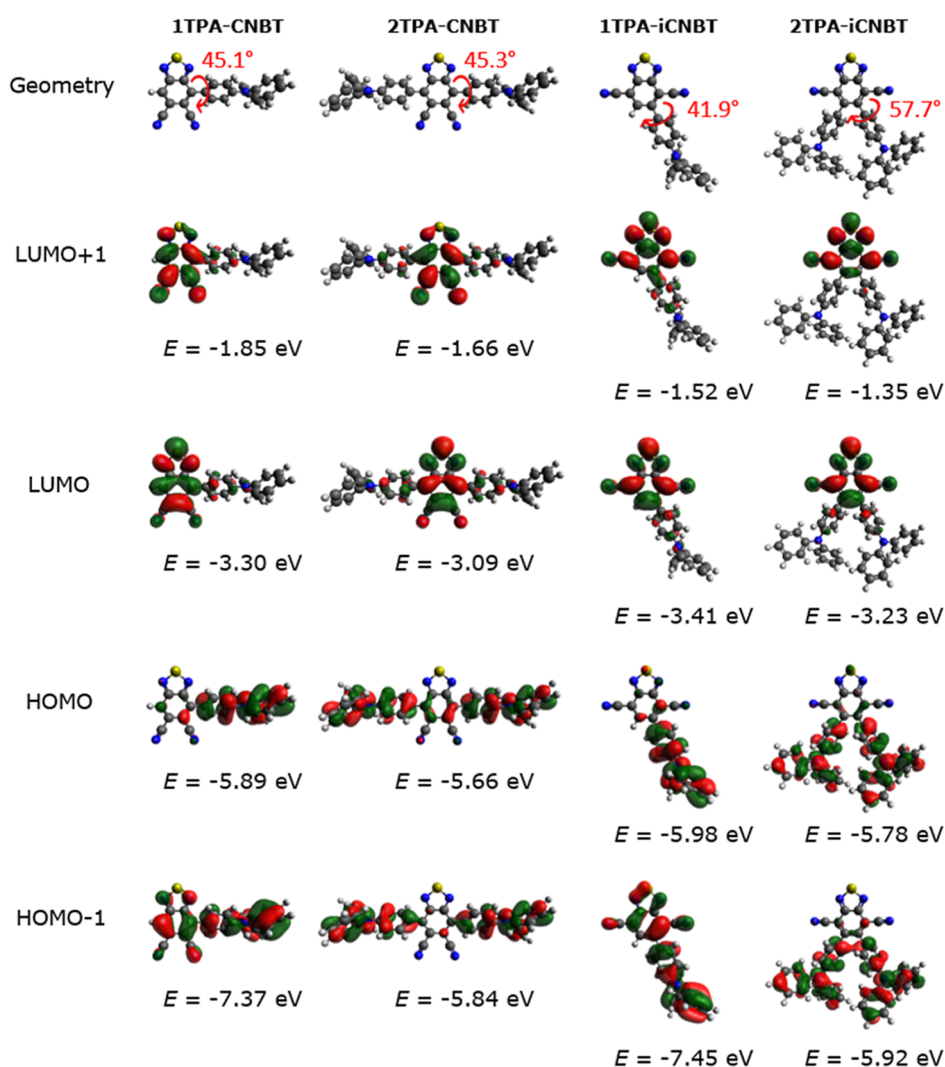 1TPA-CNBT 2TPA-CNBT 1TPA-iCNBT 2TPA-iCNBT
Geometry 45.1° 45.3° 41.9° 57.7°
LUMO+1
E = -1.85 eV E = -1.66 eV E = -1.52 eV E = -1.35 eV
LUMO
E = -3.30 eV E = -3.09 eV E = -3.41 eV E = -3.23 eV
HOMO
E = -5.89 eV E = -5.66 eV E = -5.98 eV E = -5.78 eV
HOMO-1
E = -7.37 eV E = -5.84 eV E = -7.45 eV E = -5.92 eV